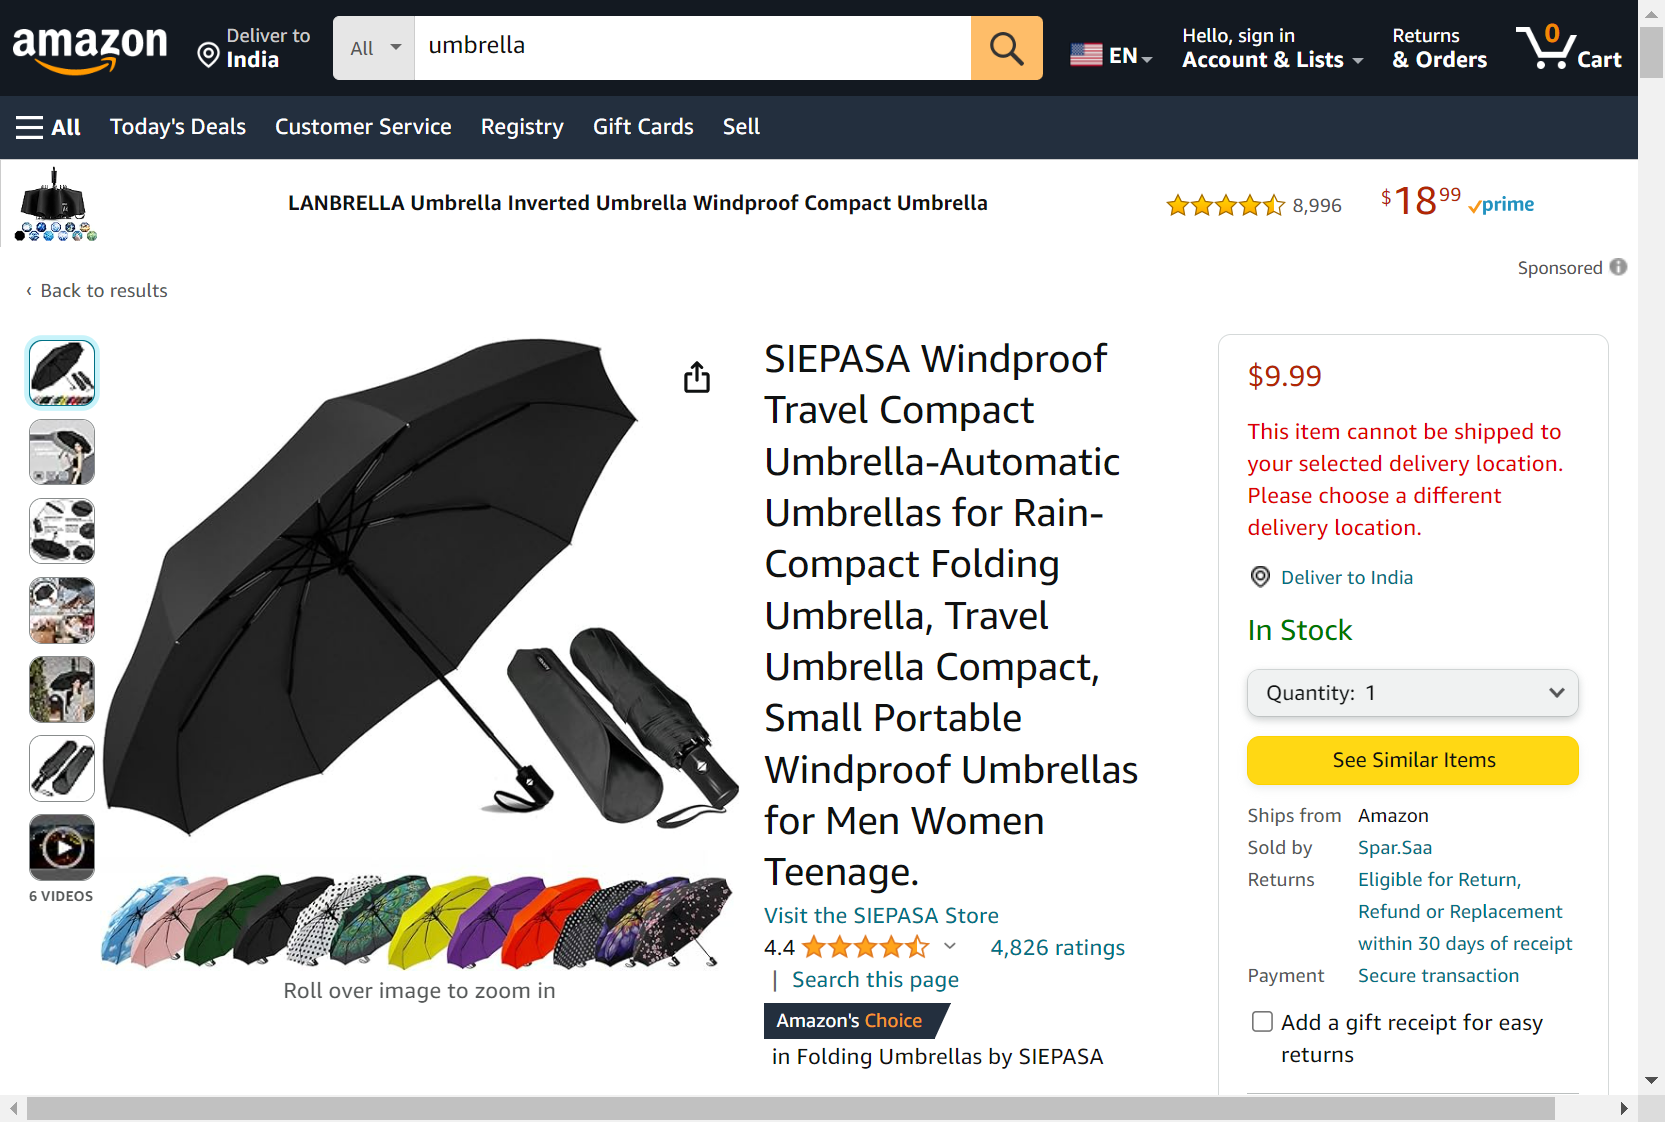 amazon
Deliver to
India
All
umbrella
EN
Hello, sign in
Account & Lists
Returns
& Orders
0
Cart
All
Today's Deals
Customer Service
Registry
Gift Cards
Sell
LANBRELLA Umbrella Inverted Umbrella Windproof Compact Umbrella
8,996
$18.99
prime
Sponsored
‹ Back to results
6 VIDEOS
Roll over image to zoom in
SIEPASA Windproof
Travel Compact
Umbrella-Automatic
Umbrellas for Rain-
Compact Folding
Umbrella, Travel
Umbrella Compact,
Small Portable
Windproof Umbrellas
for Men Women
Teenage.
Visit the SIEPASA Store
4.4
4,826 ratings
| Search this page
Amazon's Choice
in Folding Umbrellas by SIEPASA
$9.99
This item cannot be shipped to
your selected delivery location.
Please choose a different
delivery location.
Deliver to India
In Stock
Quantity: 1
See Similar Items
Ships from Amazon
Sold by Spar.Saa
Returns Eligible for Return,
Refund or Replacement
within 30 days of receipt
Payment Secure transaction
Add a gift receipt for easy
returns